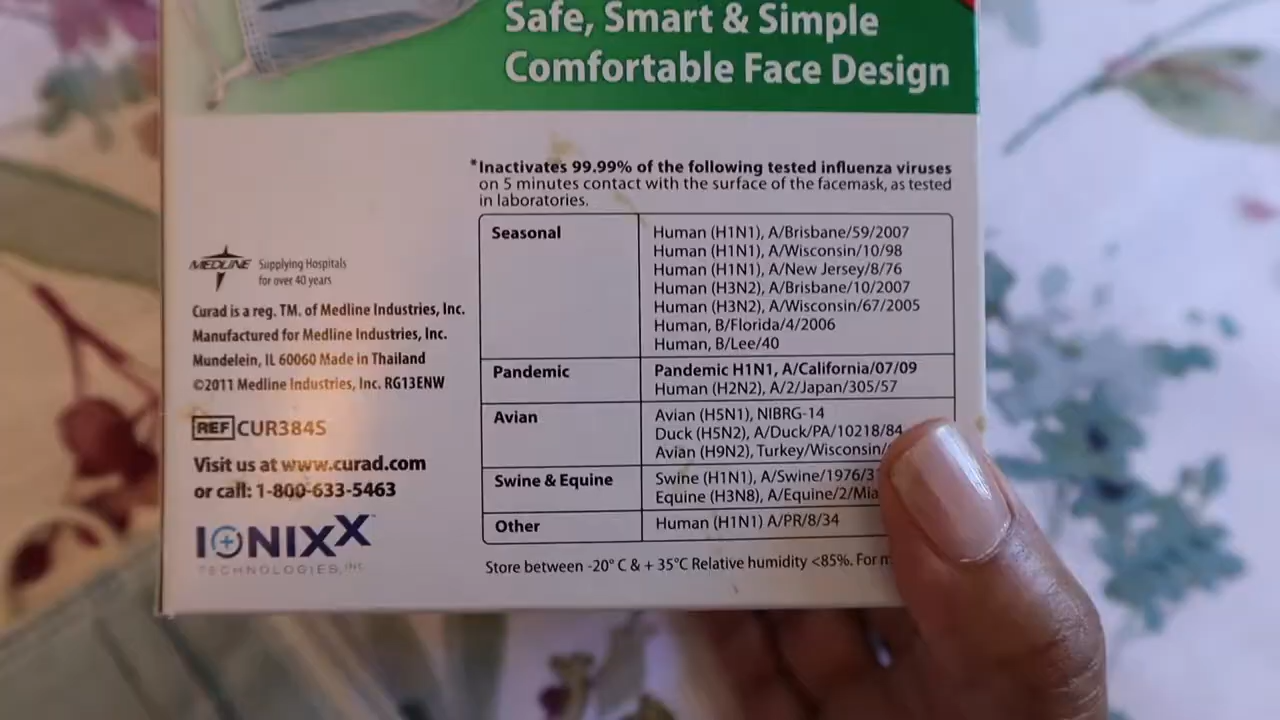 Safe, Smart & Simple
Comfortable Face Design
*Inactivates 99.99% of the following tested influenza viruses
on 5 minutes contact with the surface of the facemask, as tested
in laboratories.
Seasonal
Human (H1N1), A/Brisbane/59/2007
Human (H1N1), A/Wisconsin/10/98
Human (H1N1), A/New Jersey/8/76
Human (H3N2), A/Brisbane/10/2007
Human (H3N2), A/Wisconsin/67/2005
Human, B/Florida/4/2006
Human, B/Lee/40
Pandemic
Pandemic H1N1, A/California/07/09
Human (H2N2), A/2/Japan/305/57
Avian
Avian (H5N1), NIBRG-14
Duck (H5N2), A/Duck/PA/10218/84
Avian (H9N2), Turkey/Wisconsin/
Swine & Equine
Swine (H1N1), A/Swine/1976/3
Equine (H3N8), A/Equine/2/Mia
Other
Human (H1N1) A/PR/8/34
Store between -20° C & + 35°C Relative humidity <85%. For
MEDLINE
Supplying Hospitals
for over 40 years
Curad is a reg. TM. of Medline Industries, Inc.
Manufactured for Medline Industries, Inc.
Mundelein, IL 60060 Made in Thailand
©2011 Medline Industries, Inc. RG13ENW
REF CUR384S
Visit us at www.curad.com
or call: 1-800-633-5463
IONIXX™
TECHNOLOGIES, INC